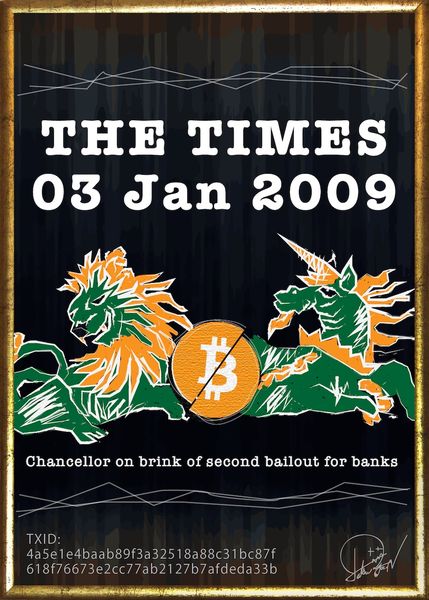 THE TIMES
03 Jan 2009
Chancellor on brink of second bailout for banks
TXID:
4a5e1e4baab89f3a32518a88c31bc87f
618f76673e2cc77ab2127b7afdeda33b